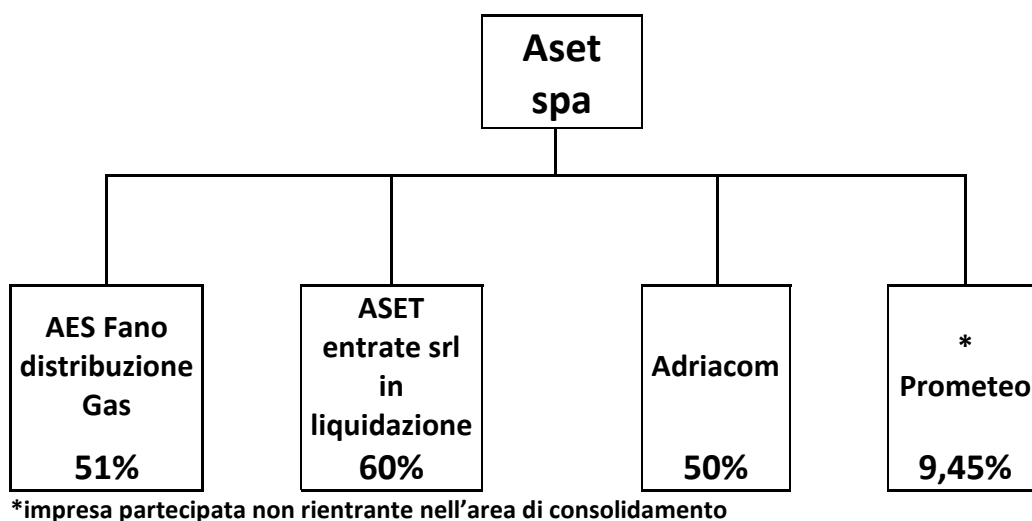 Aset
spa
AES Fano
distribuzione
Gas
51%
ASET
entrate srl
in
liquidazione
60%
Adriacom
50%
*
Prometeo
9,45%
*impresa partecipata non rientrante nell’area di consolidamento